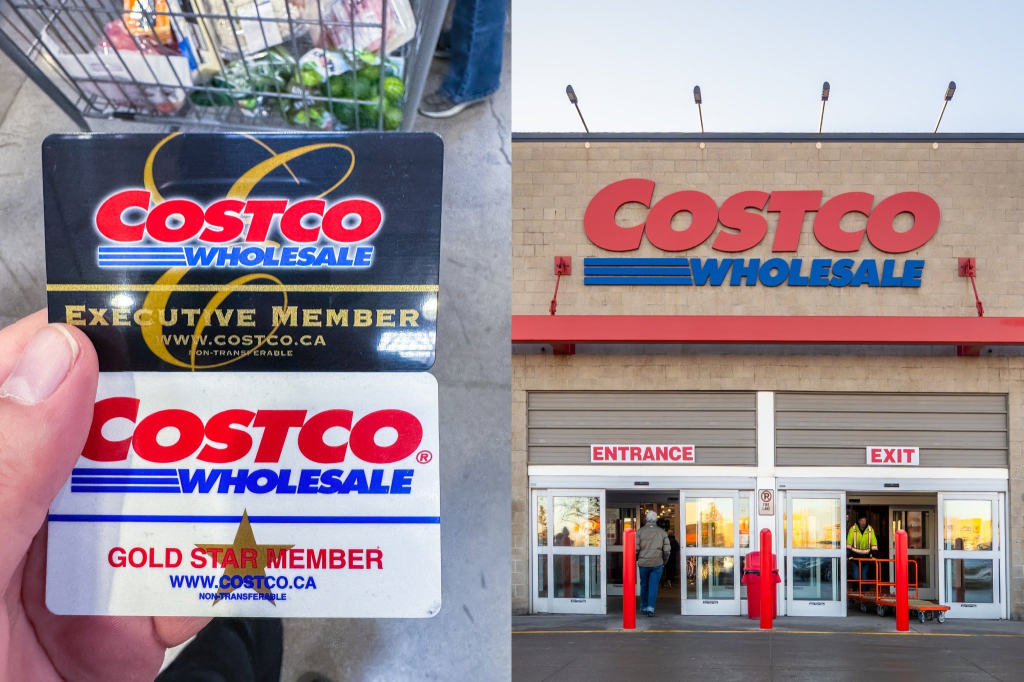 COSTCO
WHOLESALE
EXECUTIVE MEMBER
WWW.COSTCO.CA
NON-TRANSFERABLE
COSTCO®
WHOLESALE
GOLD STAR MEMBER
WWW.COSTCO.CA
NON-TRANSFERABLE
COSTCO
WHOLESALE
ENTRANCE
EXIT